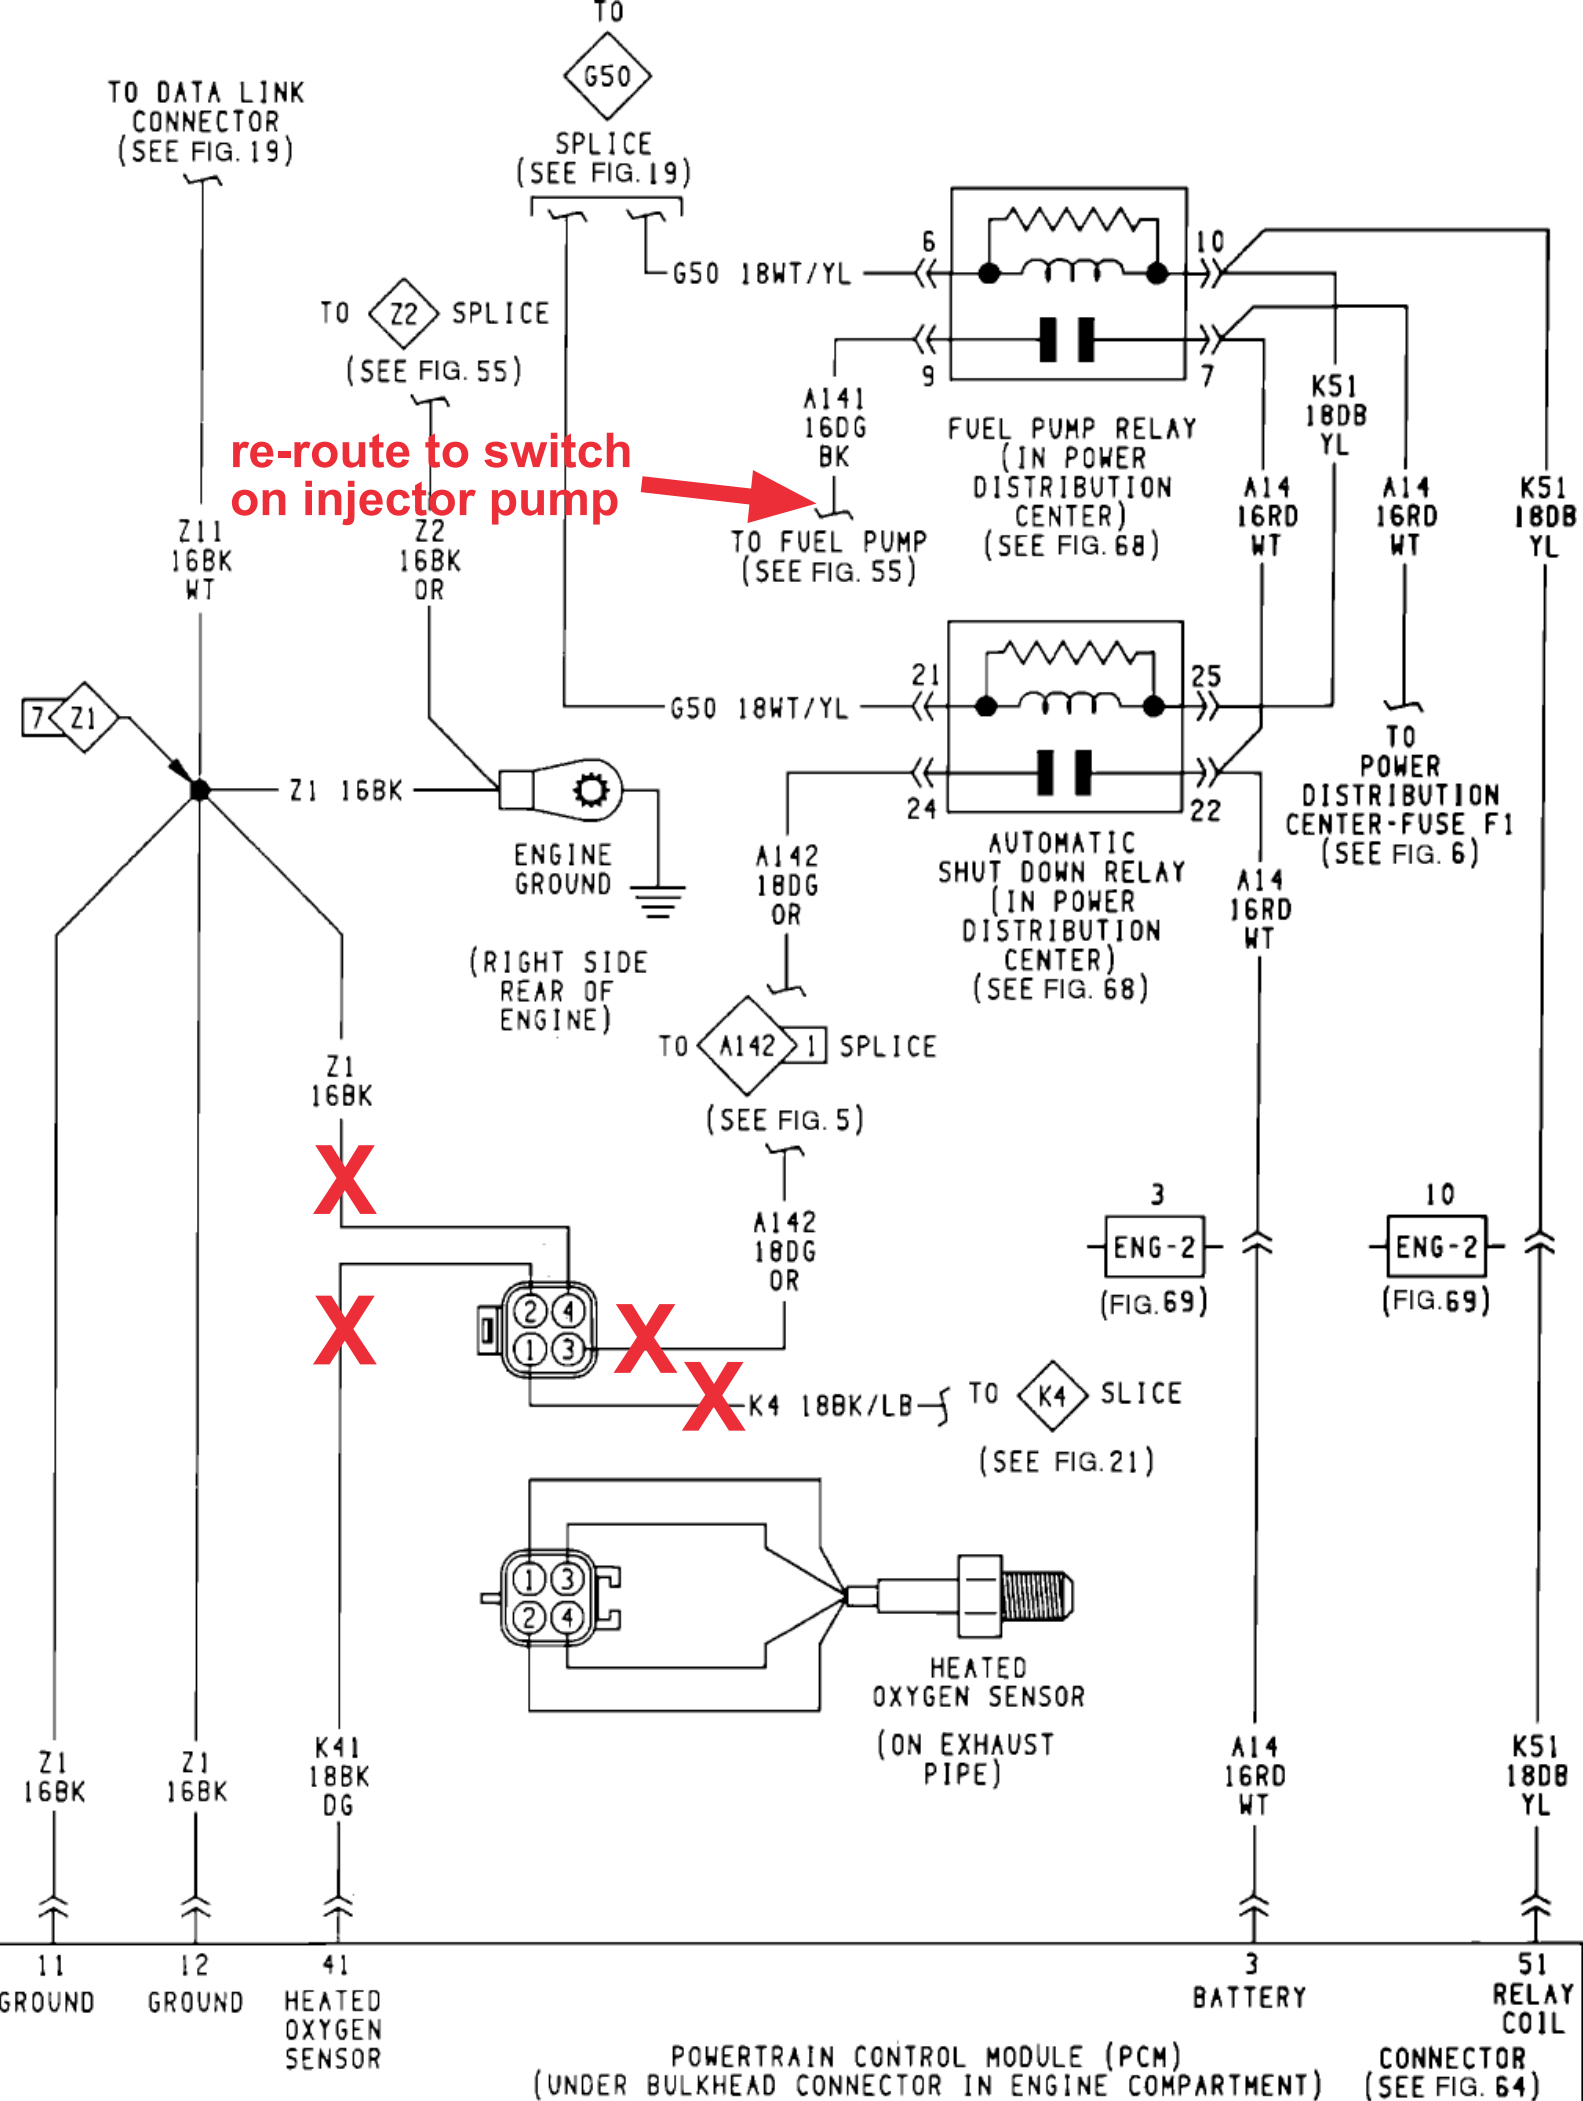 TO
G50
SPLICE
(SEE FIG. 19)
TO DATA LINK
CONNECTOR
(SEE FIG. 19)
TO Z2 SPLICE
(SEE FIG. 55)
G50 18WT/YL
6
10
9
7
A141
16DG
BK
FUEL PUMP RELAY
(IN POWER
DISTRIBUTION
CENTER)
(SEE FIG. 68)
K51
18DB
YL
re-route to switch
on injector pump
TO FUEL PUMP
(SEE FIG. 55)
A14
16RD
WT
A14
16RD
WT
K51
18DB
YL
Z11
16BK
WT
Z2
16BK
OR
7 Z1
Z1 16BK
G50 18WT/YL
21
25
24
22
ENGINE
GROUND
(RIGHT SIDE
REAR OF
ENGINE)
A142
18DG
OR
AUTOMATIC
SHUT DOWN RELAY
(IN POWER
DISTRIBUTION
CENTER)
(SEE FIG. 68)
TO
POWER
DISTRIBUTION
CENTER-FUSE F1
(SEE FIG. 6)
A14
16RD
WT
TO A142 1 SPLICE
(SEE FIG. 5)
Z1
16BK
X
A142
18DG
OR
3
ENG-2
(FIG.69)
10
ENG-2
(FIG.69)
X
2 4
1 3
X
X
K4 18BK/LB
TO K4 SLICE
(SEE FIG.21)
1 3
2 4
HEATED
OXYGEN SENSOR
(ON EXHAUST
PIPE)
Z1
16BK
Z1
16BK
K41
18BK
DG
A14
16RD
WT
K51
18DB
YL
11
GROUND
12
GROUND
41
HEATED
OXYGEN
SENSOR
3
BATTERY
51
RELAY
COIL
POWERTRAIN CONTROL MODULE (PCM)
(UNDER BULKHEAD CONNECTOR IN ENGINE COMPARTMENT)
CONNECTOR
(SEE FIG. 64)